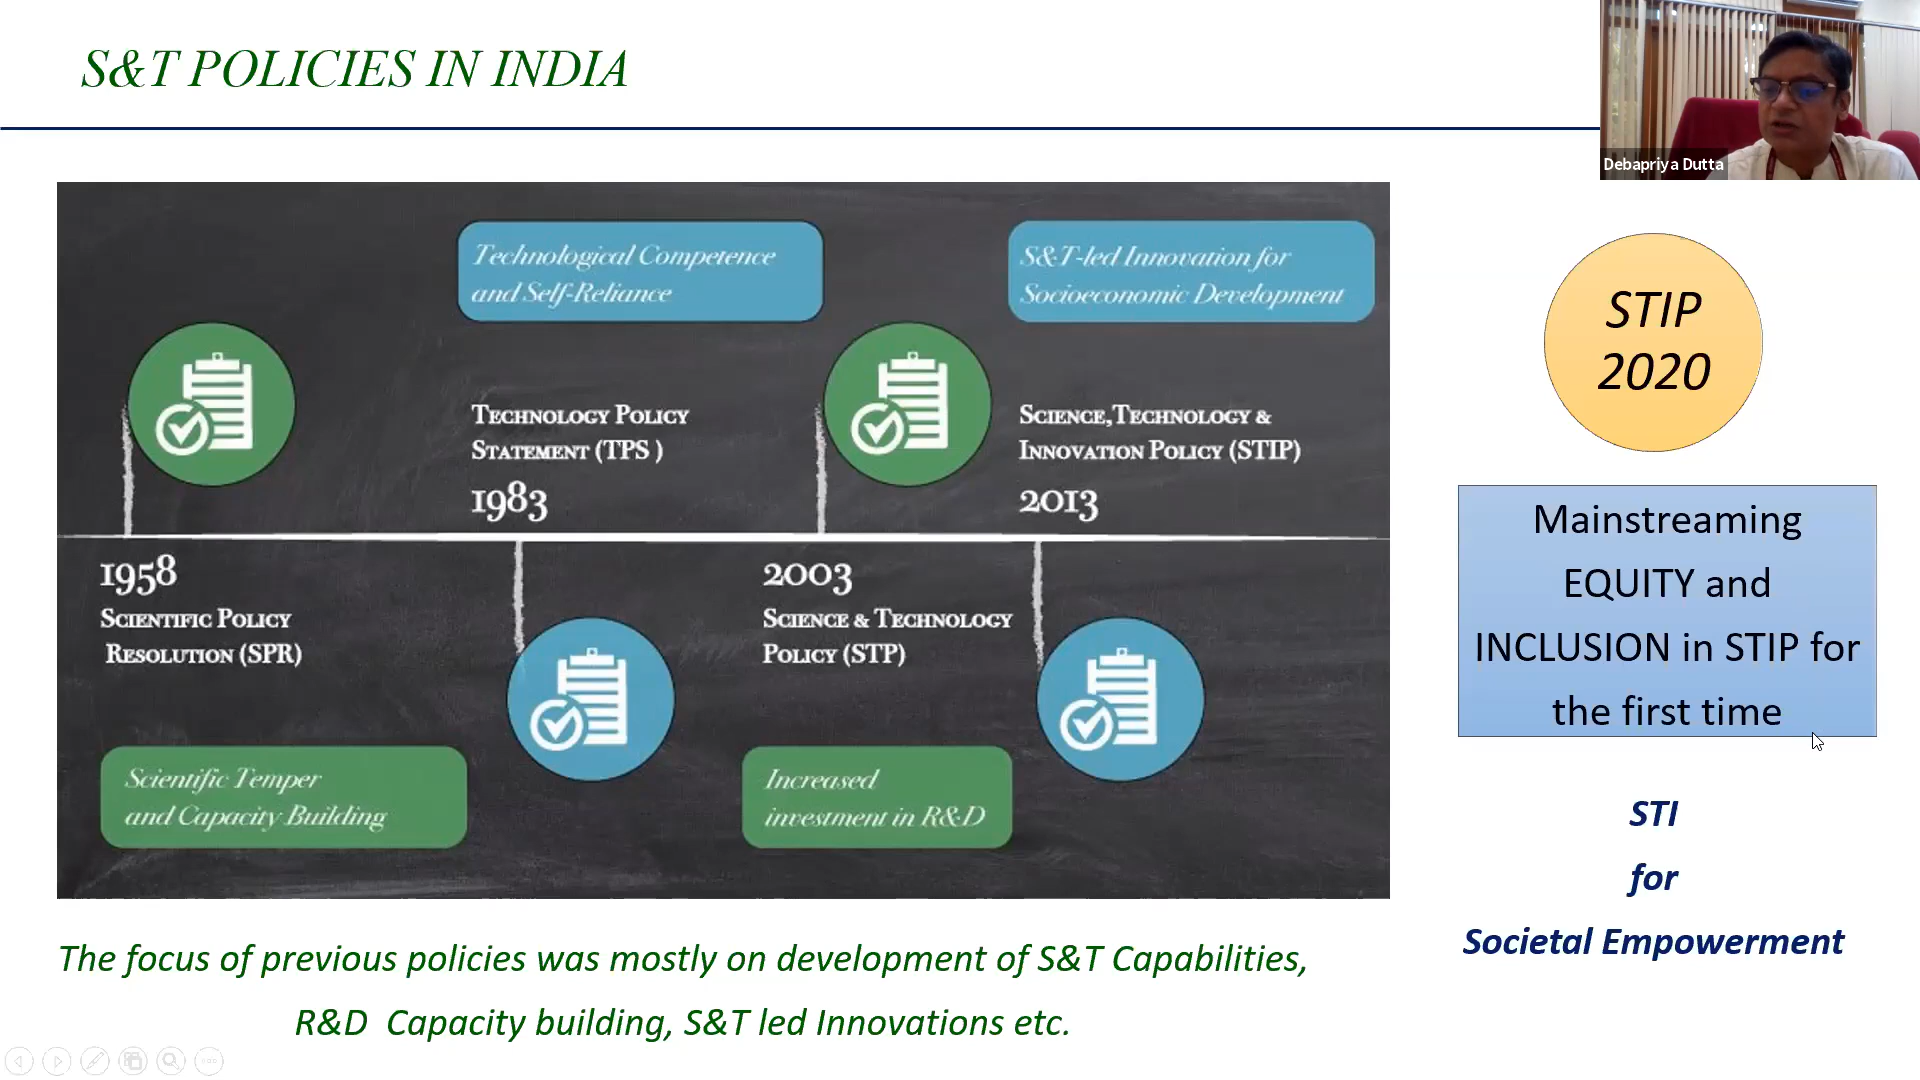 S&T POLICIES IN INDIA
Debapriya Dutta
Technological Competence
and Self-Reliance
S&T-led Innovation for
Socioeconomic Development
TECHNOLOGY POLICY
STATEMENT (TPS )
1983
SCIENCE,TECHNOLOGY &
INNOVATION POLICY (STIP)
2013
1958
SCIENTIFIC POLICY
RESOLUTION (SPR)
2003
SCIENCE & TECHNOLOGY
POLICY (STP)
Scientific Temper
and Capacity Building
Increased
investment in R&D
STIP
2020
Mainstreaming
EQUITY and
INCLUSION in STIP for
the first time
STI
for
Societal Empowerment
The focus of previous policies was mostly on development of S&T Capabilities,
R&D  Capacity building, S&T led Innovations etc.